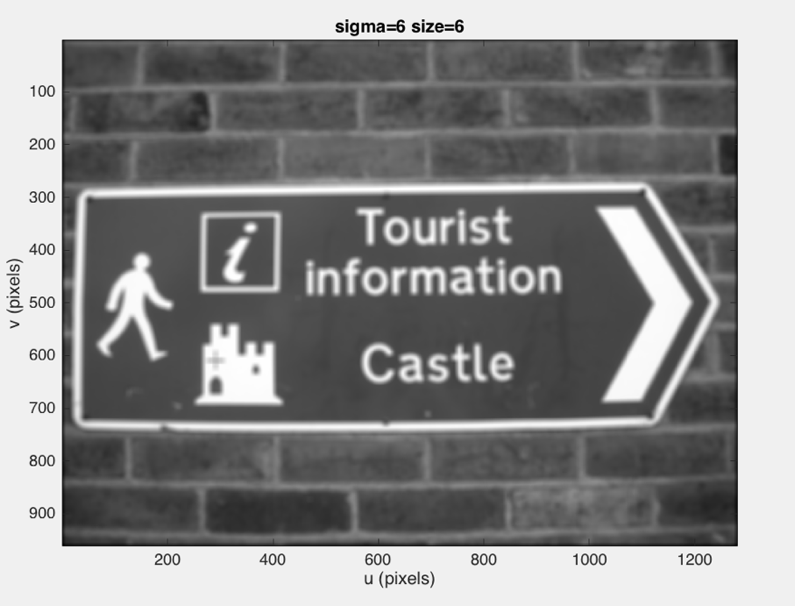 sigma=6 size=6
100
200
300
400
500
600
700
800
900
v (pixels)
i
Tourist
information
Castle
200
400
600
800
1000
1200
u (pixels)